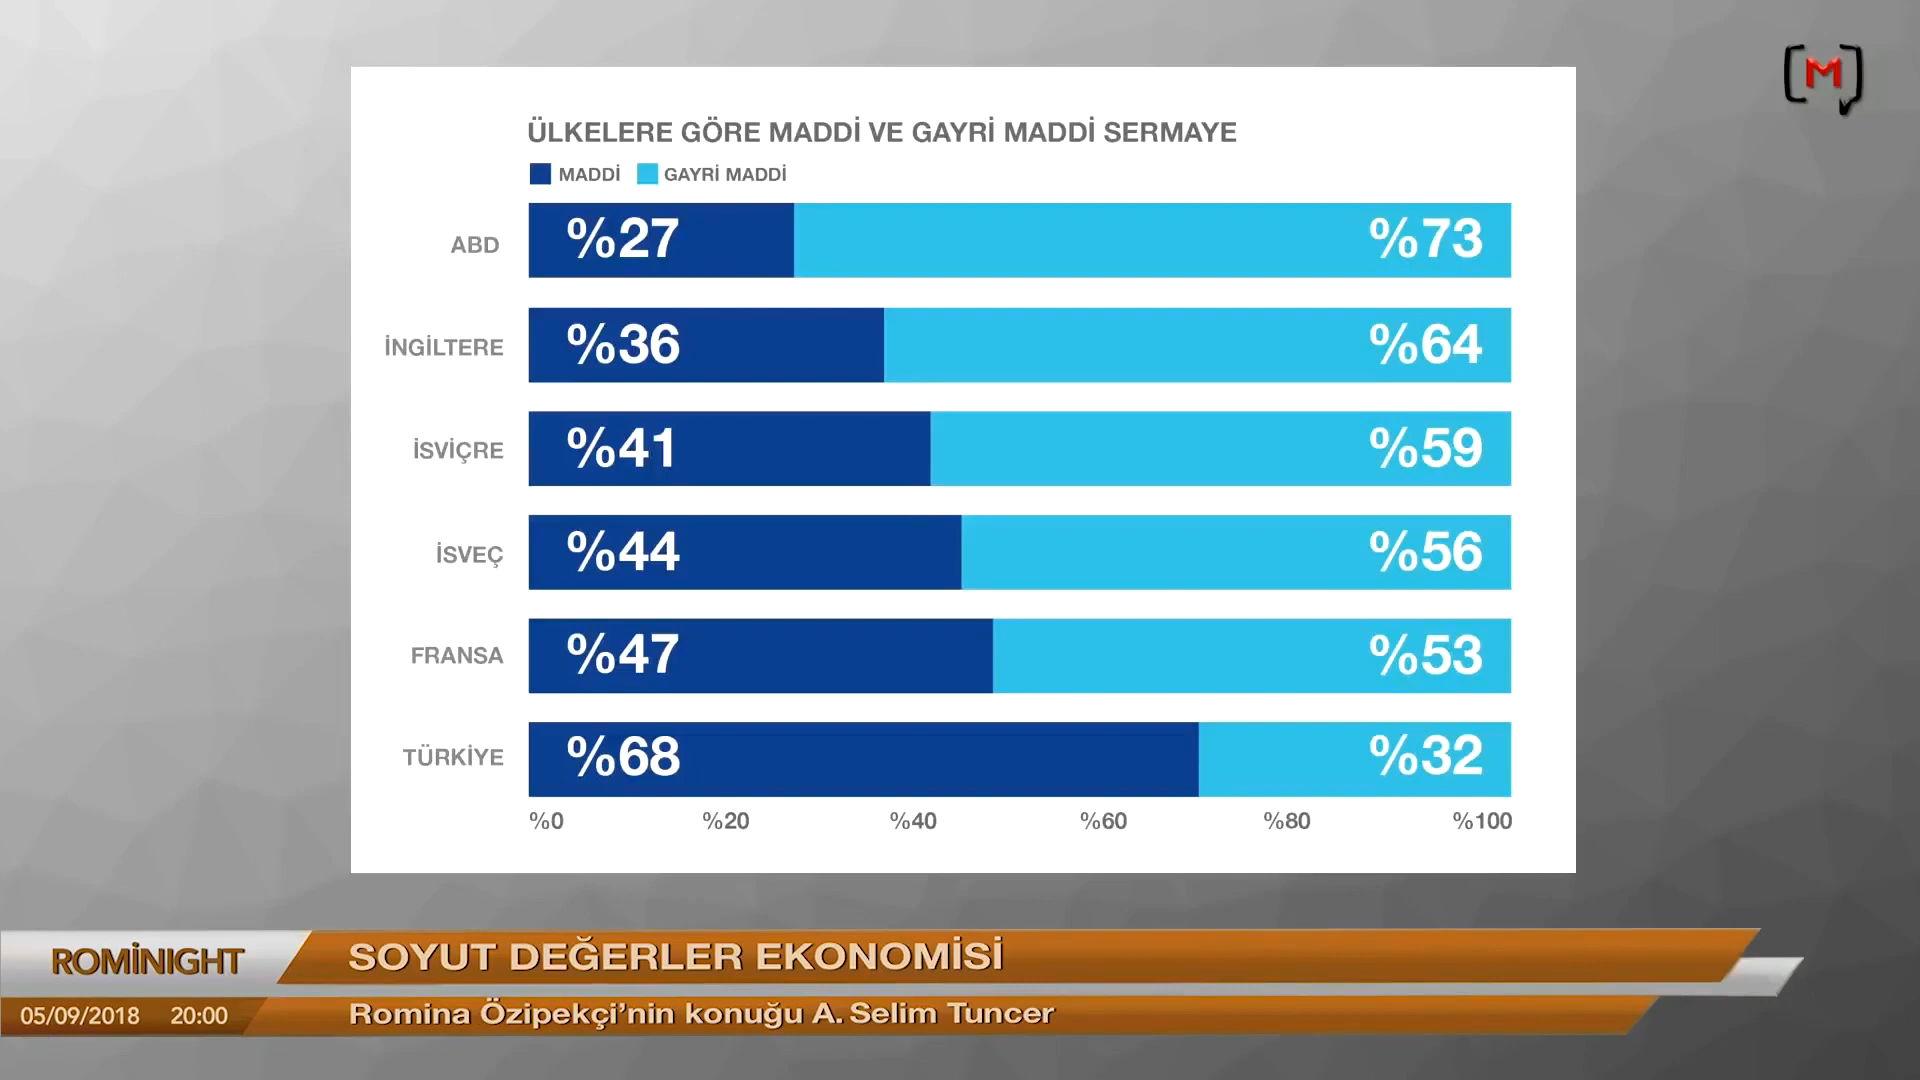 [M]
ÜLKELERE GÖRE MADDİ VE GAYRİ MADDİ SERMAYE
MADDİ GAYRİ MADDİ
ABD %27 %73
İNGİLTERE %36 %64
İSVİÇRE %41 %59
İSVEÇ %44 %56
FRANSA %47 %53
TÜRKİYE %68 %32
%0 %20 %40 %60 %80 %100
ROMİNIGHT SOYUT DEĞERLER EKONOMİSİ
05/09/2018 20:00 Romina Özipekçi'nin konuğu A. Selim Tuncer